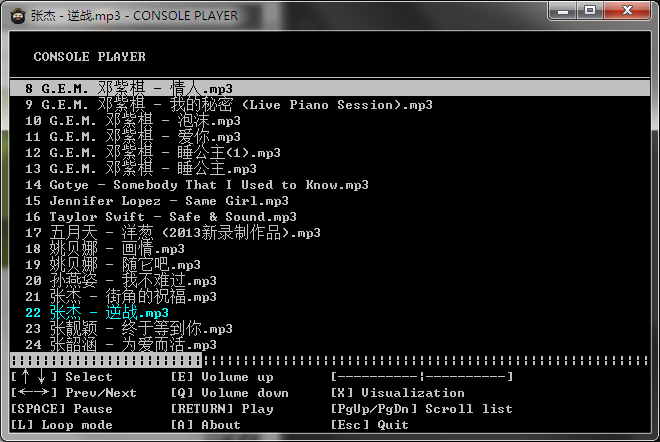 张杰 - 逆战.mp3 - CONSOLE PLAYER
CONSOLE PLAYER
8 G.E.M. 邓紫棋 - 情人.mp3
9 G.E.M. 邓紫棋 - 我的秘密 (Live Piano Session).mp3
10 G.E.M. 邓紫棋 - 泡沫.mp3
11 G.E.M. 邓紫棋 - 爱你.mp3
12 G.E.M. 邓紫棋 - 睡公主(1).mp3
13 G.E.M. 邓紫棋 - 睡公主.mp3
14 Gotye - Somebody That I Used to Know.mp3
15 Jennifer Lopez - Same Girl.mp3
16 Taylor Swift - Safe & Sound.mp3
17 五月天 - 洋葱 (2013新录制作品).mp3
18 姚贝娜 - 画情.mp3
19 姚贝娜 - 随它吧.mp3
20 孙燕姿 - 我不难过.mp3
21 张杰 - 街角的祝福.mp3
22 张杰 - 逆战.mp3
23 张靓颖 - 终于等到你.mp3
24 张韶涵 - 为爱而活.mp3
[↑↓] Select [E] Volume up [----------¦----------]
[←→] Prev/Next [Q] Volume down [X] Visualization
[SPACE] Pause [RETURN] Play [PgUp/PgDn] Scroll list
[L] Loop mode [A] About [Esc] Quit